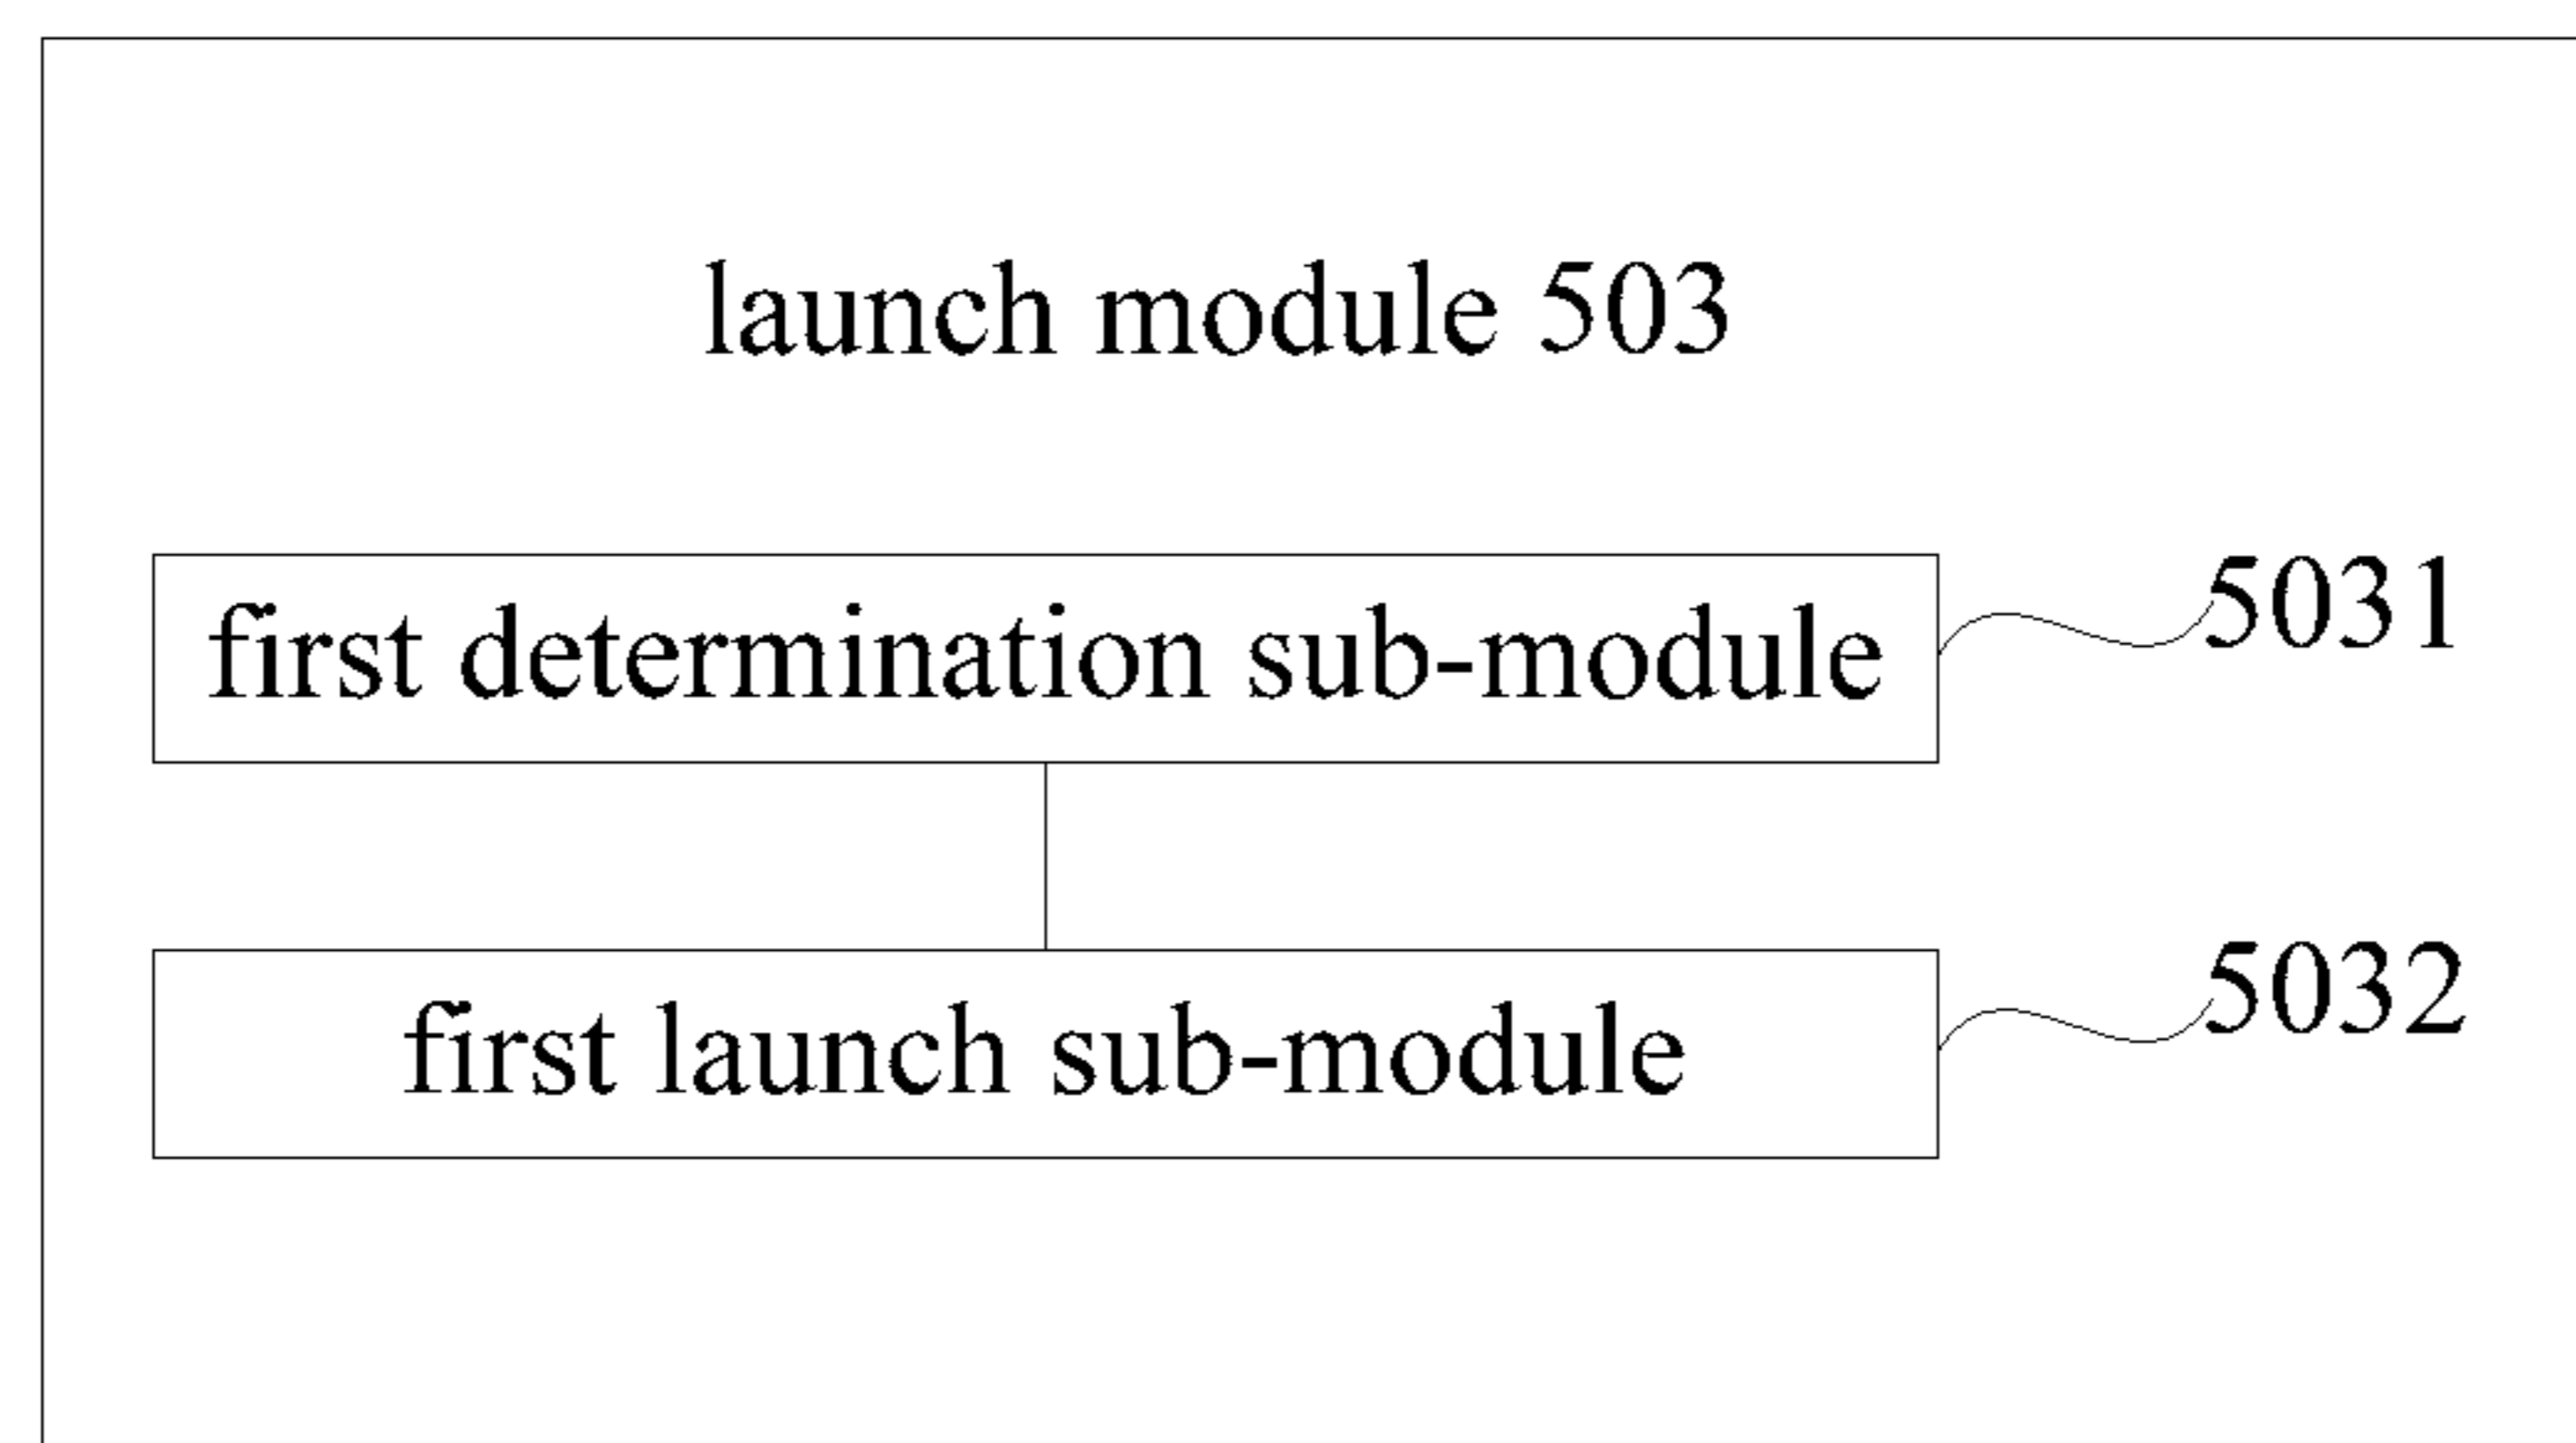 launch module 503
first determination sub-module
5031
first launch sub-module
5032